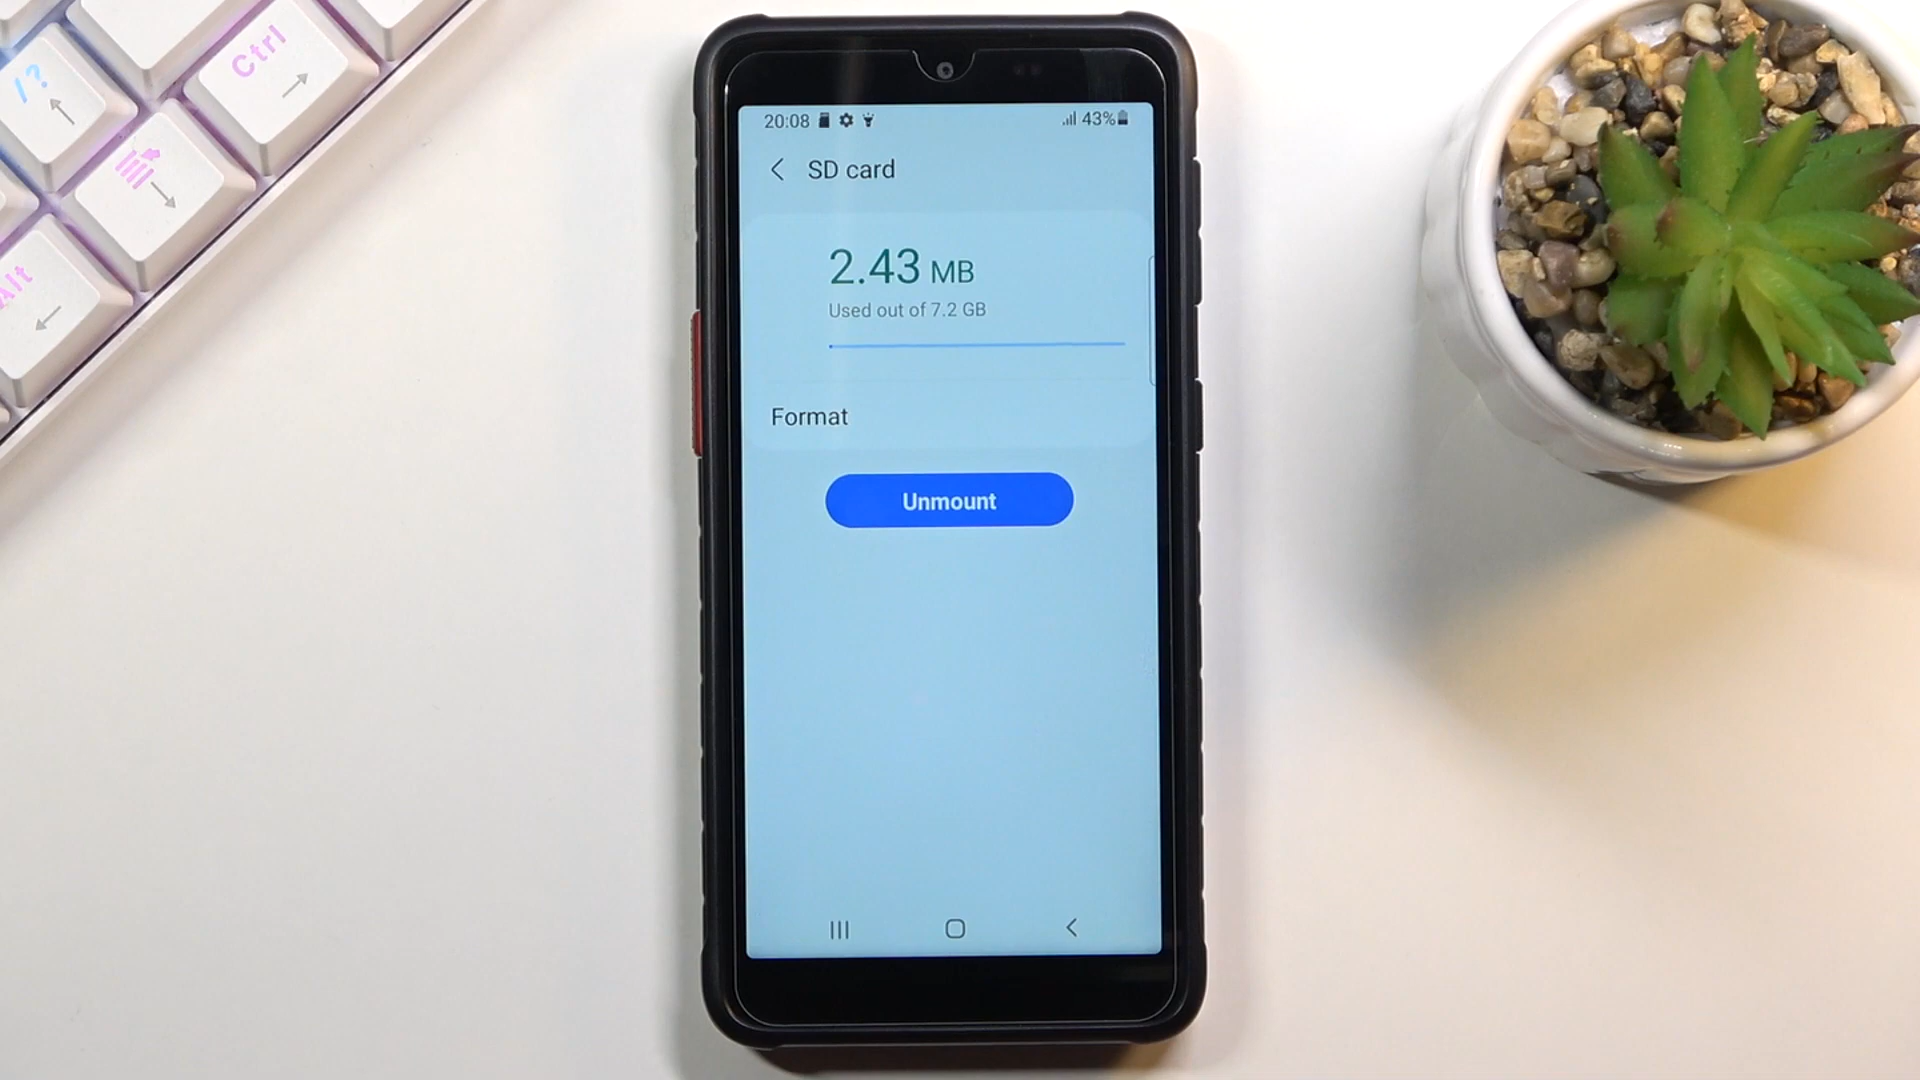 /?
Ctrl
Alt
20:08 43%
SD card
2.43 MB
Used out of 7.2 GB
Format
Unmount